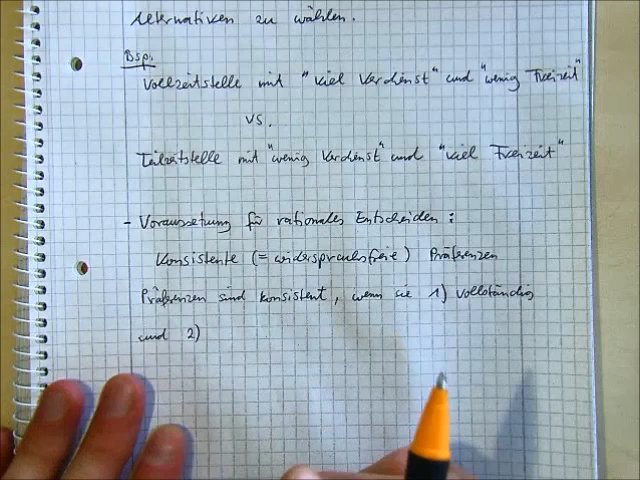 Alternativen zu wählen.
Bsp.
Vollzeitstelle mit "viel Verdienst" und "wenig Freizeit"
vs.
Teilzeitstelle mit "wenig Verdienst" und "viel Freizeit"
- Voraussetzung für rationales Entscheiden:
Konsistente (= widerspruchsfreie) Präferenzen
Präferenzen sind konsistent, wenn sie 1) vollständig
und 2)